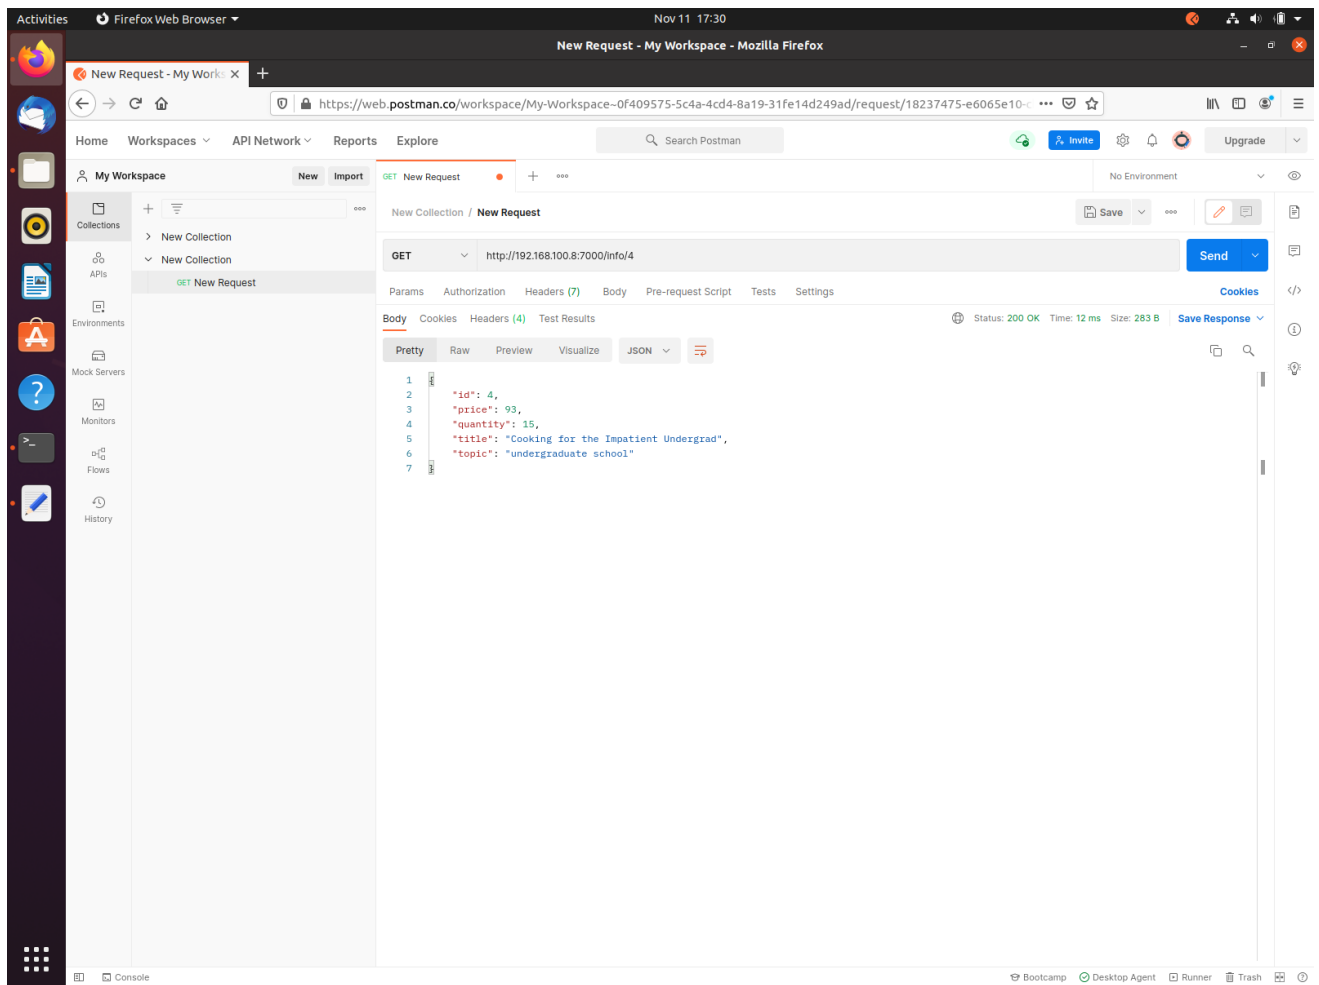 Activities Firefox Web Browser Nov 11 17:30
New Request - My Workspace - Mozilla Firefox
New Request - My Works
https://web.postman.co/workspace/My-Workspace~0f409575-5c4a-4cd4-8a19-31fe14d249ad/request/18237475-e6065e10-
Home Workspaces API Network Reports Explore Search Postman Invite Upgrade
My Workspace New Import GET New Request No Environment
Collections
New Collection / New Request Save
New Collection
GET http://192.168.100.8:7000/info/4 Send
New Collection
APIs
GET New Request
Params Authorization Headers (7) Body Pre-request Script Tests Settings Cookies
Environments
Body Cookies Headers (4) Test Results Status: 200 OK Time: 12 ms Size: 283 B Save Response
Pretty Raw Preview Visualize JSON
Mock Servers
1 {
2 "id": 4,
3 "price": 93,
4 "quantity": 15,
5 "title": "Cooking for the Impatient Undergrad",
6 "topic": "undergraduate school"
7 }
Monitors
Flows
History
Console Bootcamp Desktop Agent Runner Trash